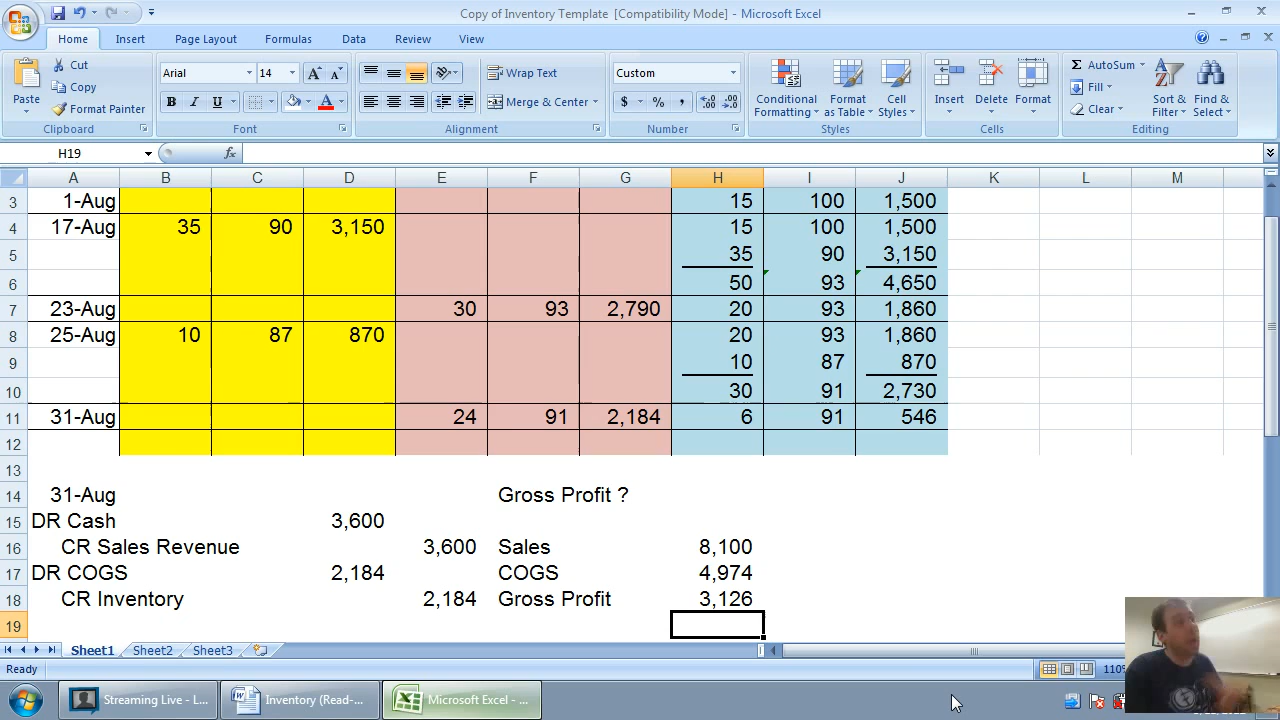 Copy of Inventory Template [Compatibility Mode] - Microsoft Excel
Home Insert Page Layout Formulas Data Review View
Paste Cut Copy Format Painter Clipboard
Arial 14 A A B I U A Font
Wrap Text Merge & Center Alignment
Custom $ % , .0 .00 .00 .0 Number
Conditional Formatting Format as Table Cell Styles Styles
Insert Delete Format Cells
Σ AutoSum Fill Clear Sort & Filter Find & Select Editing
H19 fx
A B C D E F G H I J K L M
3 1-Aug 15 100 1,500
4 17-Aug 35 90 3,150 15 100 1,500
5 35 90 3,150
6 50 93 4,650
7 23-Aug 30 93 2,790 20 93 1,860
8 25-Aug 10 87 870 20 93 1,860
9 10 87 870
10 30 91 2,730
11 31-Aug 24 91 2,184 6 91 546
12
13
14 31-Aug Gross Profit ?
15 DR Cash 3,600
16 CR Sales Revenue 3,600 Sales 8,100
17 DR COGS 2,184 COGS 4,974
18 CR Inventory 2,184 Gross Profit 3,126
19
Sheet1 Sheet2 Sheet3
Ready 110%
Streaming Live - L... Inventory (Read-... Microsoft Excel - ...